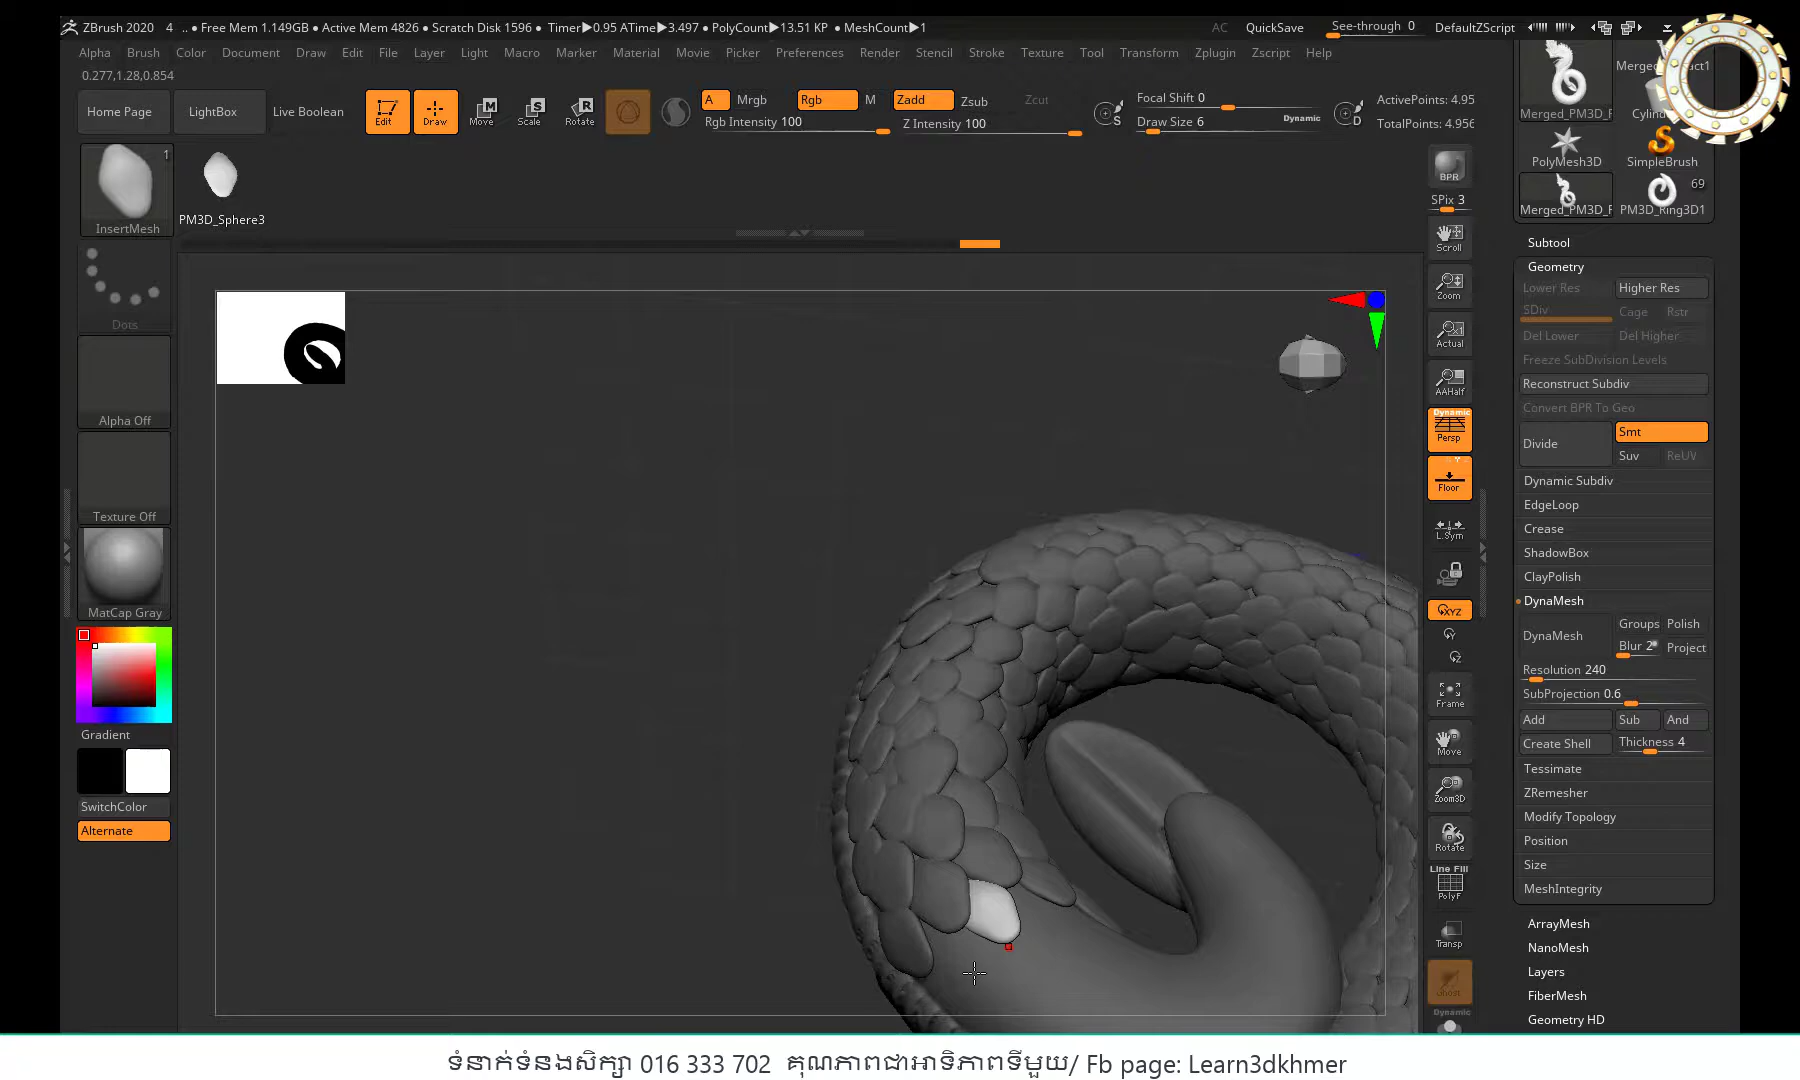 ZBrush 2020 4 .. • Free Mem 1.149GB • Active Mem 4826 • Scratch Disk 1596 • Timer▶0.95 ATime▶3.497 • PolyCount▶13.51 KP • MeshCount▶1 AC QuickSave See-through 0 DefaultZScript
Alpha Brush Color Document Draw Edit File Layer Light Macro Marker Material Movie Picker Preferences Render Stencil Stroke Texture Tool Transform Zplugin Zscript Help
0.277,1.28,0.854
Home Page LightBox Live Boolean Edit Draw Move Scale Rotate
A Mrgb Rgb M Zadd Zsub Zcut Focal Shift 0 ActivePoints: 4.95
Rgb Intensity 100 Z Intensity 100 Draw Size 6 Dynamic TotalPoints: 4.956
S D
1
InsertMesh
PM3D_Sphere3
Dots
Alpha Off
Texture Off
MatCap Gray
Gradient
SwitchColor
Alternate
BPR
SPix 3
Scroll
Zoom
Actual
AAHalf
Dynamic
Persp
Floor
L.Sym
XYZ
Frame
Move
Zoom3D
Rotate
Line Fill
PolyF
Transp
Ghost
Dynamic
Merged_PM3D_F Cylind
PolyMesh3D SimpleBrush
69
Merged_PM3D_F PM3D_Ring3D1
Subtool
Geometry
Lower Res Higher Res
SDiv Cage Rstr
Del Lower Del Higher
Freeze SubDivision Levels
Reconstruct Subdiv
Convert BPR To Geo
Divide Smt
Suv ReUV
Dynamic Subdiv
EdgeLoop
Crease
ShadowBox
ClayPolish
DynaMesh
DynaMesh Groups Polish
Blur 2 Project
Resolution 240
SubProjection 0.6
Add Sub And
Create Shell Thickness 4
Tessimate
ZRemesher
Modify Topology
Position
Size
MeshIntegrity
ArrayMesh
NanoMesh
Layers
FiberMesh
Geometry HD
ទំនាក់ទំនងសិក្សា 016 333 702 គុណភាពជាអាទិភាពទីមួយ/ Fb page: Learn3dkhmer